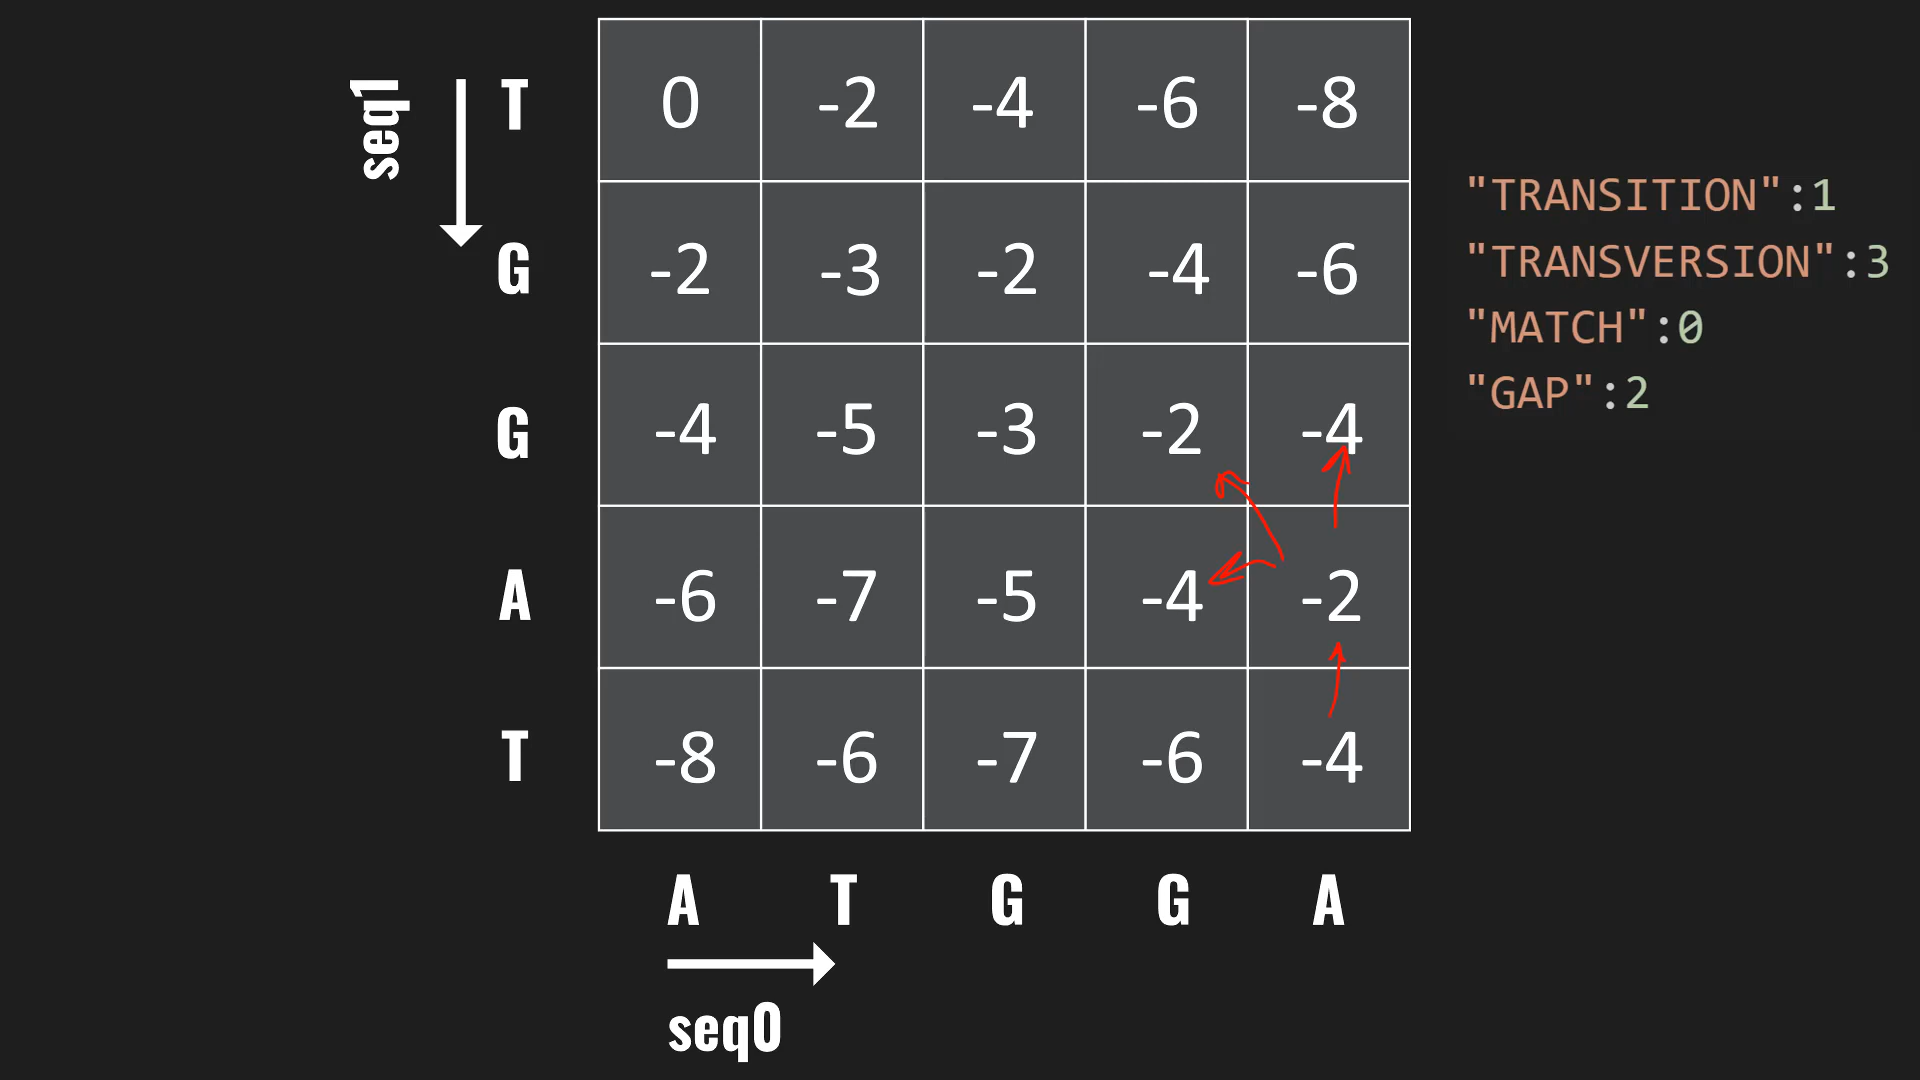 seq1
T 0 -2 -4 -6 -8
G -2 -3 -2 -4 -6
G -4 -5 -3 -2 -4
A -6 -7 -5 -4 -2
T -8 -6 -7 -6 -4
A T G G A
seq0
"TRANSITION":1
"TRANSVERSION":3
"MATCH":0
"GAP":2